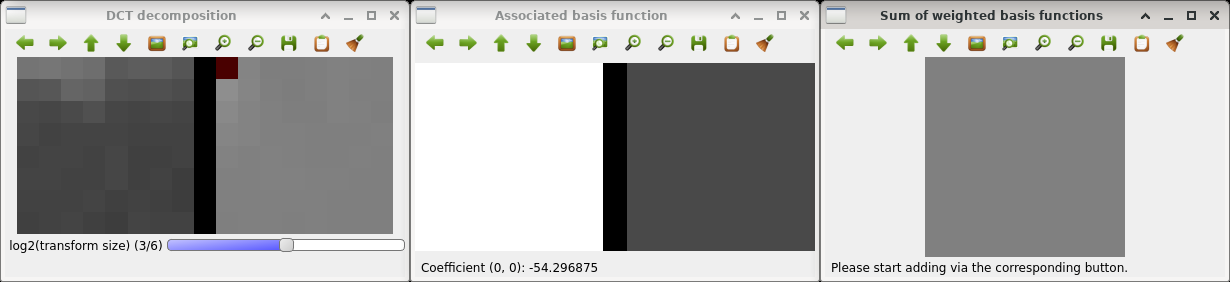 DCT decomposition
log2(transform size) (3/6)
Associated basis function
Coefficient (0, 0): -54.296875
Sum of weighted basis functions
Please start adding via the corresponding button.